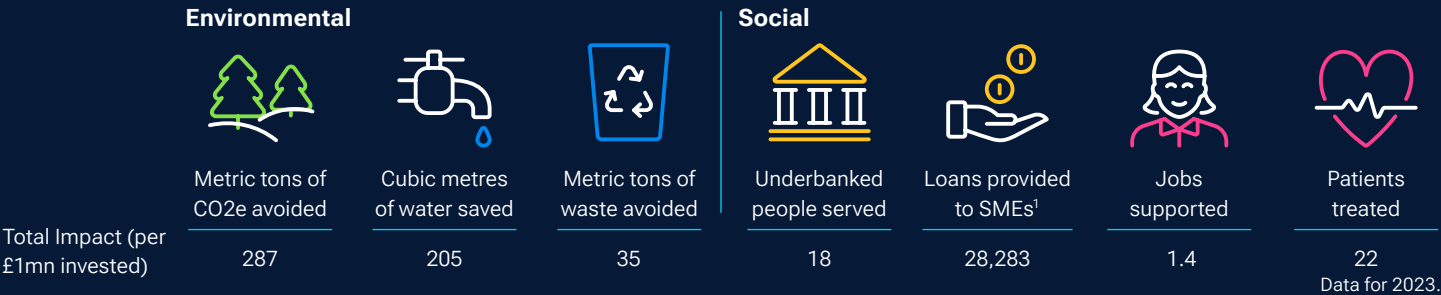 Environmental
Social
Metric tons of
CO2e avoided
Cubic metres
of water saved
Metric tons of
waste avoided
Underbanked
people served
Loans provided
to SMEs¹
Jobs
supported
Patients
treated
Total Impact (per
£1mn invested)
287
205
35
18
28,283
1.4
22
Data for 2023.